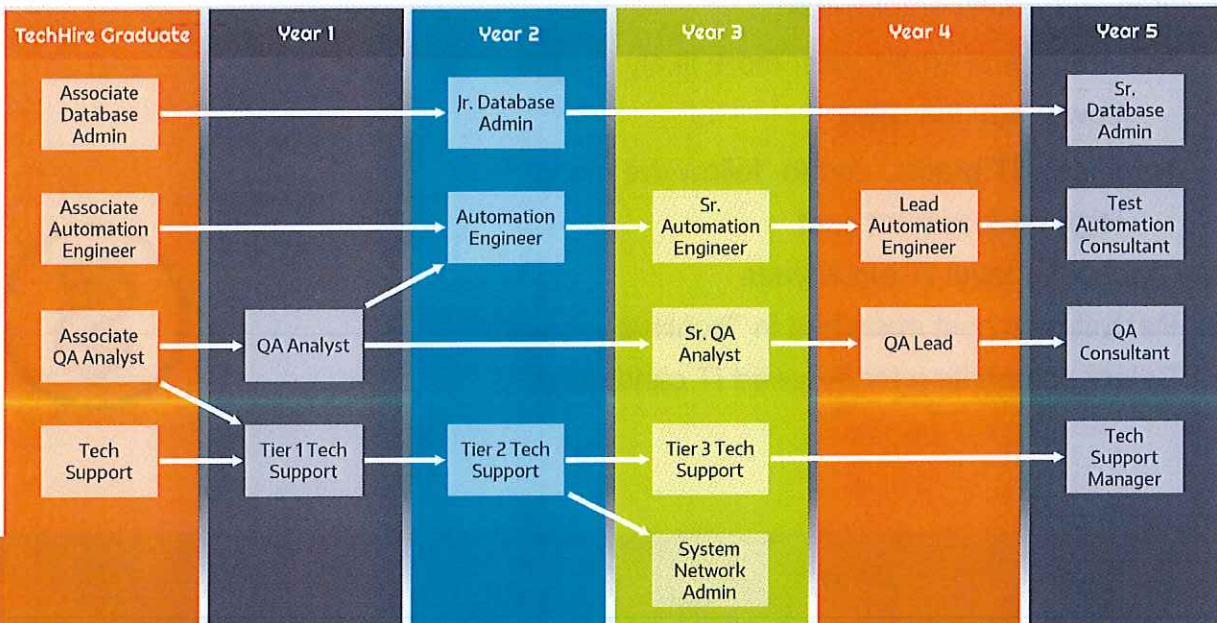 TechHire Graduate
Year 1
Year 2
Year 3
Year 4
Year 5
Associate
Database
Admin
Jr. Database
Admin
Sr.
Database
Admin
Associate
Automation
Engineer
Automation
Engineer
Sr.
Automation
Engineer
Lead
Automation
Engineer
Test
Automation
Consultant
Associate
QA Analyst
QA Analyst
Sr. QA
Analyst
QA Lead
QA
Consultant
Tech
Support
Tier 1 Tech
Support
Tier 2 Tech
Support
Tier 3 Tech
Support
Tech
Support
Manager
System
Network
Admin